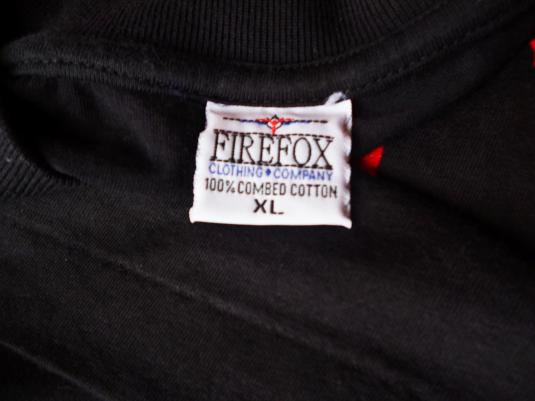 FIREFOX
CLOTHING♦COMPANY
100% COMBED COTTON
XL